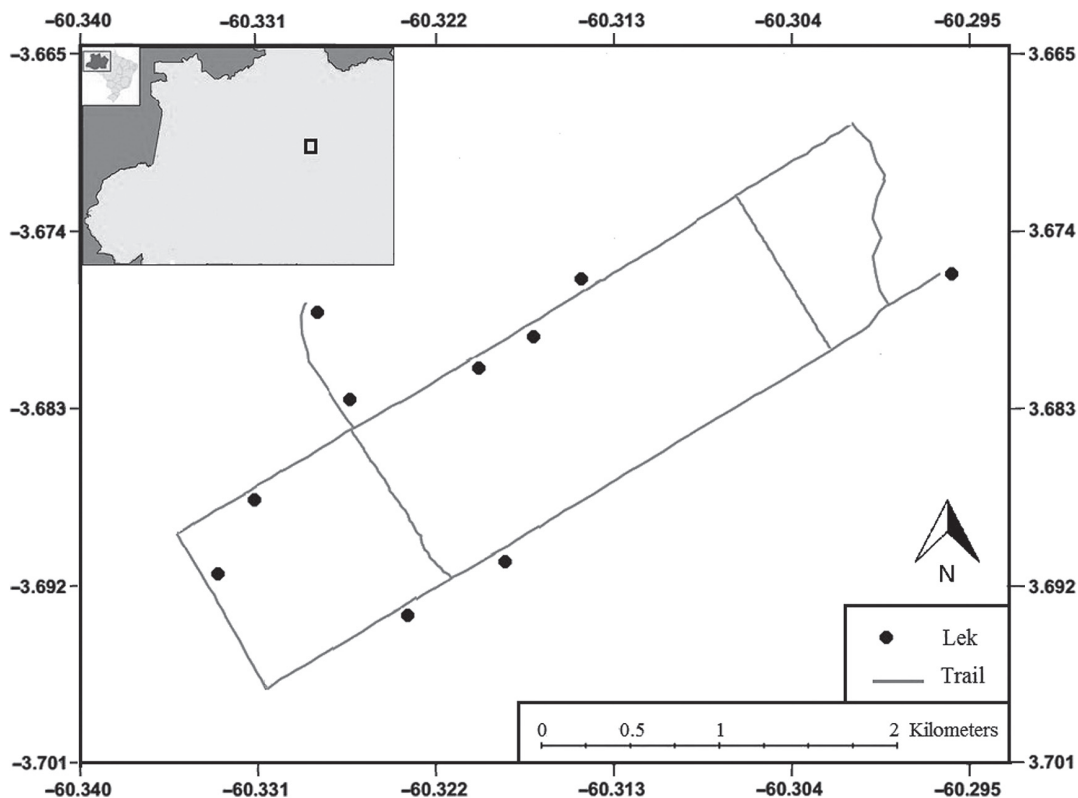 −60.340 −60.331 −60.322 −60.313 −60.304 −60.295
−3.665 −3.665
−3.674 −3.674
−3.683 −3.683
N
−3.692 −3.692
Lek
Trail
0 0.5 1 2 Kilometers
−3.701 −3.701
−60.340 −60.331 −60.322 −60.313 −60.304 −60.295